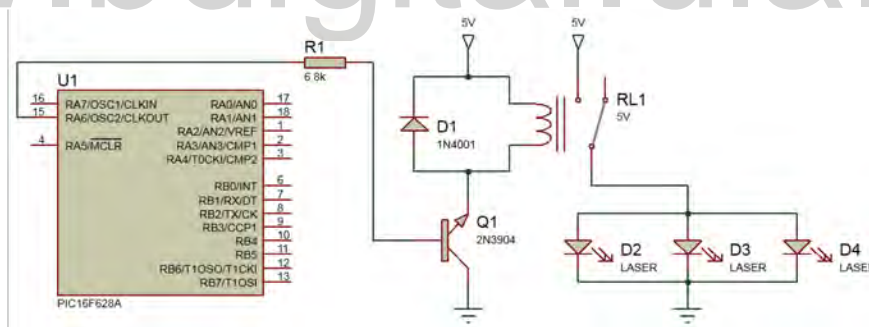 5V
5V
R1
6.8k
U1
RL1
5V
16 RA7/OSC1/CLKIN RA0/AN0 17
15 RA6/OSC2/CLKOUT RA1/AN1 18
RA2/AN2/VREF 1
4 RA5/MCLR RA3/AN3/CMP1 2
RA4/T0CKI/CMP2 3
D1
1N4001
RB0/INT 6
RB1/RX/DT 7
RB2/TX/CK 8
RB3/CCP1 9
RB4 10
RB5 11
RB6/T1OSO/T1CKI 12
RB7/T1OSI 13
PIC16F628A
Q1
2N3904
D2
LASER
D3
LASER
D4
LASE